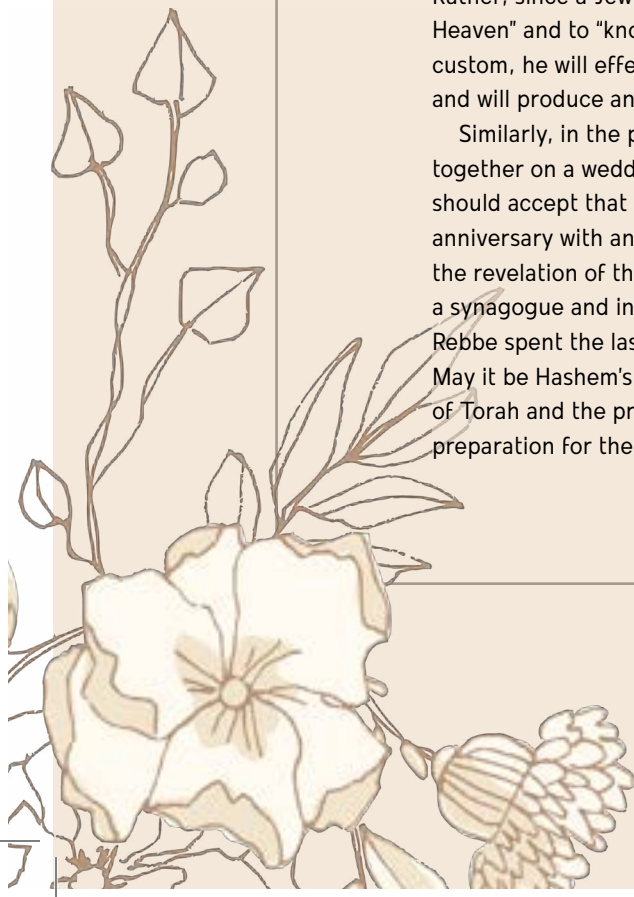 Rather, since a Jew
Heaven” and to “kno
custom, he will effe
and will produce an
Similarly, in the p
together on a wedd
should accept that
anniversary with an
the revelation of th
a synagogue and in
Rebbe spent the las
May it be Hashem's
of Torah and the pr
preparation for the